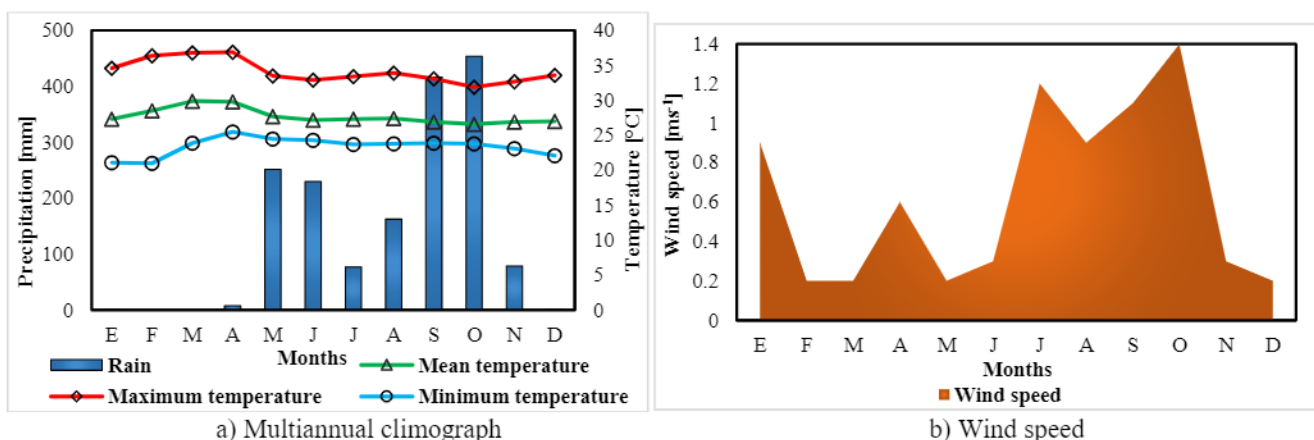 500
400
300
200
100
0
Precipitation [mm]
40
35
30
25
20
15
10
5
0
Temperature [°C]
E F M A M J J A S O N D
Months
Rain
Mean temperature
Maximum temperature
Minimum temperature
a) Multiannual climograph
1.4
1.2
1
0.8
0.6
0.4
0.2
0
Wind speed [ms⁻¹]
E F M A M J J A S O N D
Months
Wind speed
b) Wind speed